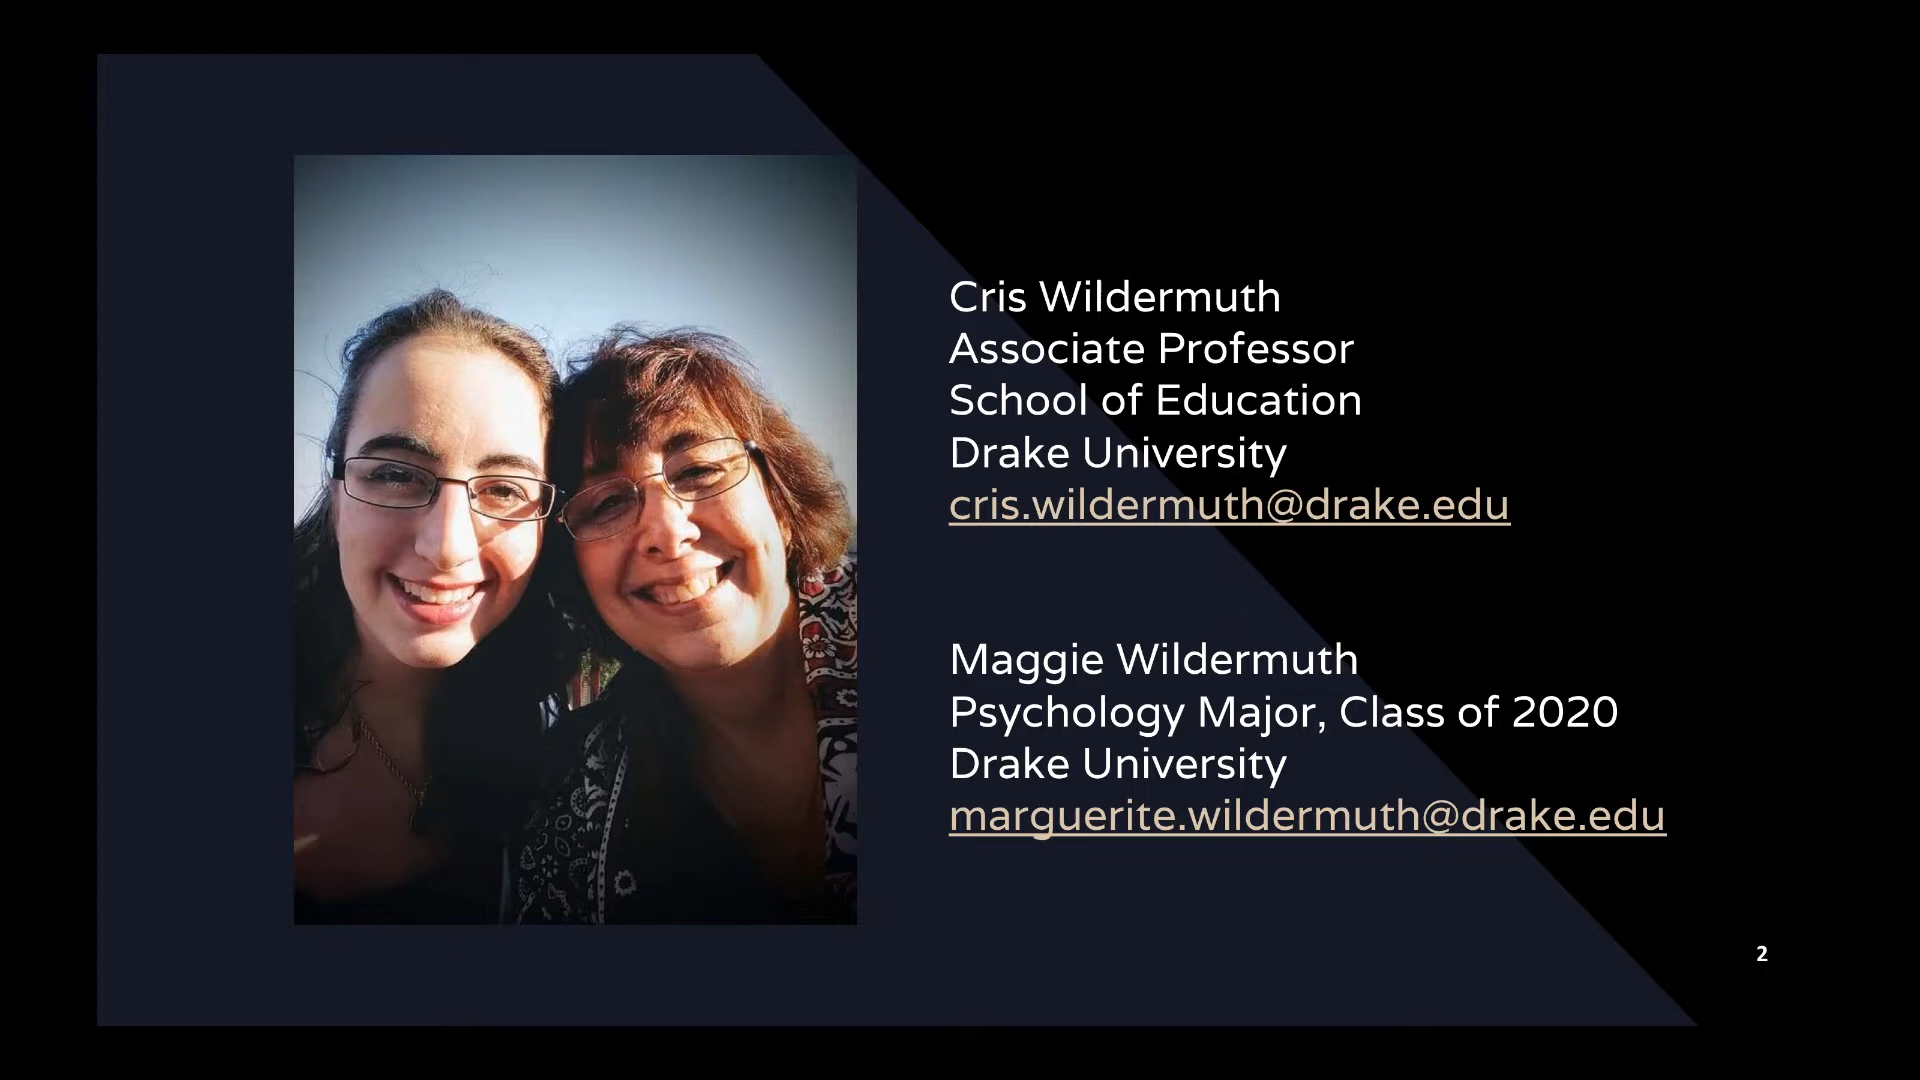 Cris Wildermuth
Associate Professor
School of Education
Drake University
cris.wildermuth@drake.edu
Maggie Wildermuth
Psychology Major, Class of 2020
Drake University
marguerite.wildermuth@drake.edu
2